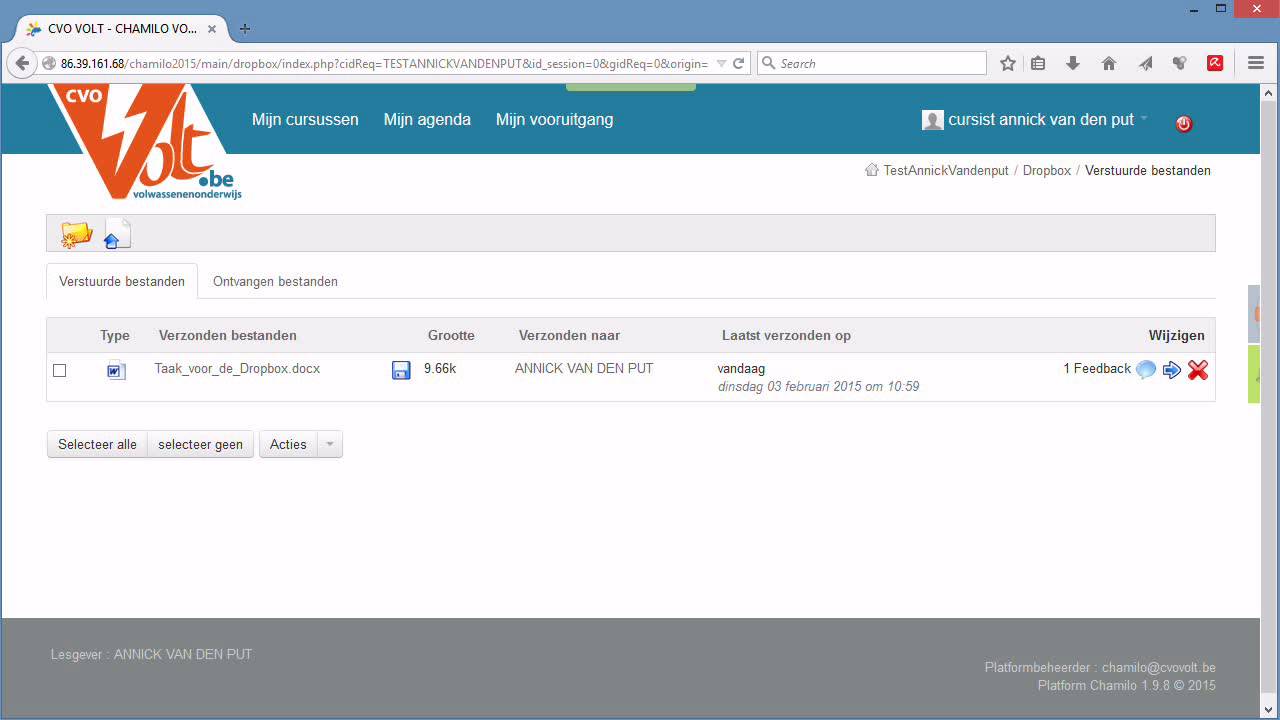 CVO VOLT - CHAMILO VO...
86.39.161.68/chamilo2015/main/dropbox/index.php?cidReq=TESTANNICKVANDENPUT&id_session=0&gidReq=0&origin=
Search
CVO
Volt
.be
volwassenenonderwijs
Mijn cursussen
Mijn agenda
Mijn vooruitgang
cursist annick van den put
TestAnnickVandenput / Dropbox / Verstuurde bestanden
Verstuurde bestanden
Ontvangen bestanden
Type Verzonden bestanden Grootte Verzonden naar Laatst verzonden op Wijzigen
W Taak_voor_de_Dropbox.docx 9.66k ANNICK VAN DEN PUT vandaag 1 Feedback
dinsdag 03 februari 2015 om 10:59
Selecteer alle selecteer geen Acties
Lesgever : ANNICK VAN DEN PUT
Platformbeheerder : chamilo@cvovolt.be
Platform Chamilo 1.9.8 © 2015